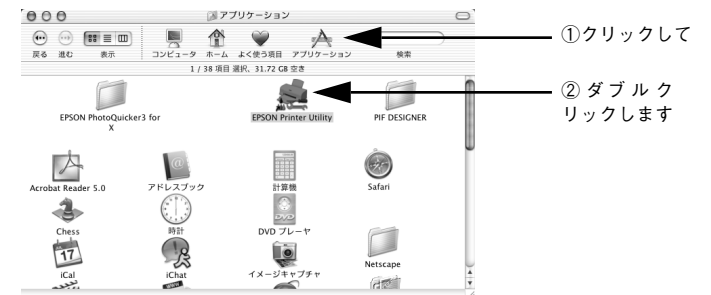 アプリケーション
①クリックして
戻る 進む 表示 コンピュータ ホーム よく使う項目 アプリケーション 検索
1 / 38 項目 選択、31.72 GB 空き
② ダ ブ ル ク
リックします
EPSON PhotoQuicker3 for
X
EPSON Printer Utility
PIF DESIGNER
Acrobat Reader 5.0
アドレスブック
計算機
Safari
Chess
時計
DVD プレーヤ
17
iCal
iChat
イメージキャプチャ
Netscape